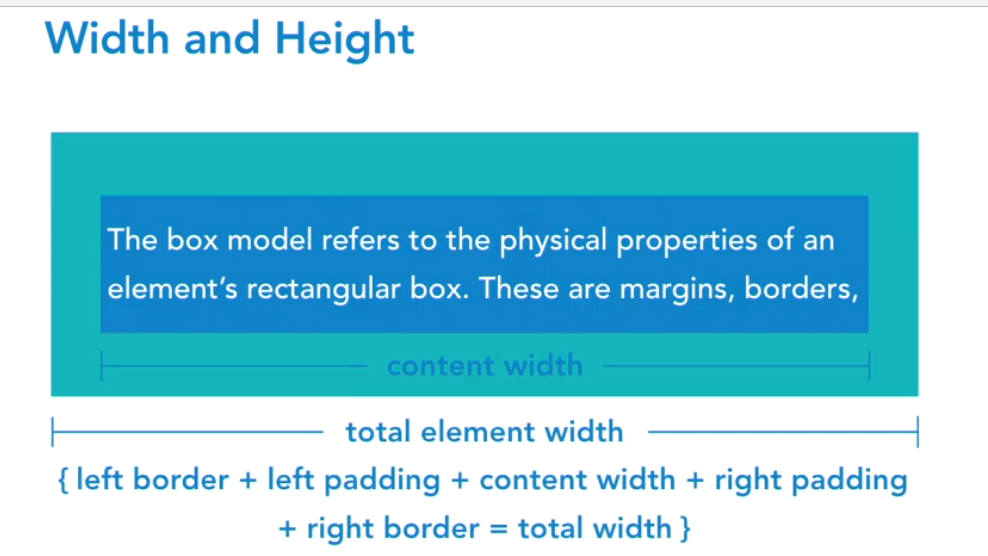 Width and Height
The box model refers to the physical properties of an
element’s rectangular box. These are margins, borders,
content width
total element width
{ left border + left padding + content width + right padding
+ right border = total width }